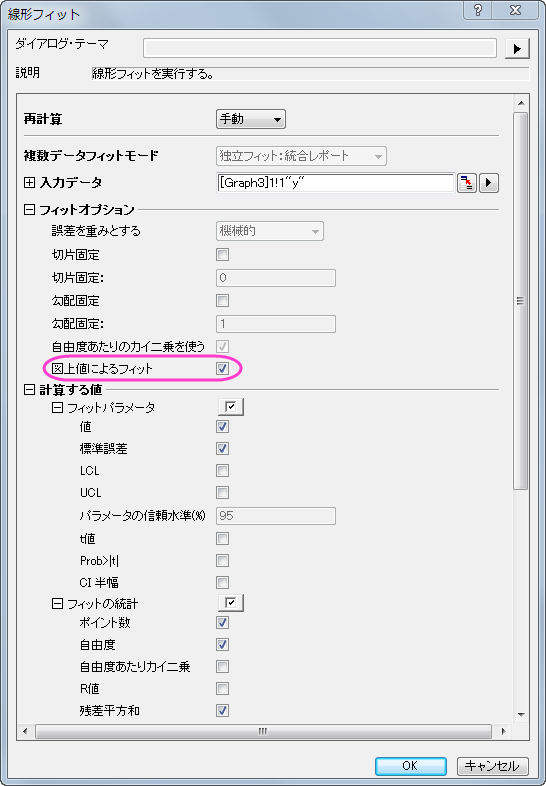 線形フィット
ダイアログ・テーマ
説明 線形フィットを実行する。
再計算 手動
複数データフィットモード 独立フィット：統合レポート
入力データ [Graph3]1!1"y"
フィットオプション
誤差を重みとする 機械的
切片固定
切片固定: 0
勾配固定
勾配固定: 1
自由度あたりのカイ二乗を使う
図上値によるフィット
計算する値
フィットパラメータ
値
標準誤差
LCL
UCL
パラメータの信頼水準(%) 95
t値
Prob>|t|
CI 半幅
フィットの統計
ポイント数
自由度
自由度あたりカイ二乗
R値
残差平方和
OK キャンセル